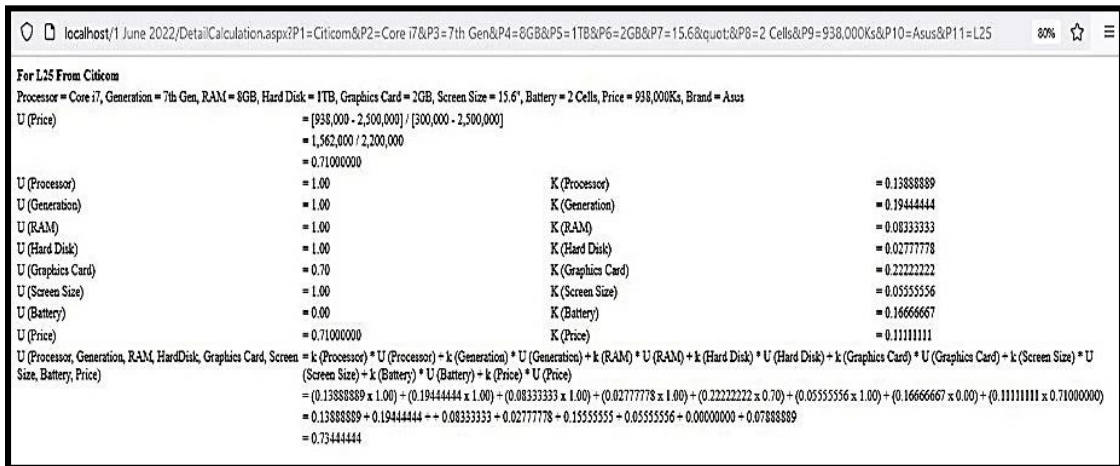 localhost/1 June 2022/DetailCalculation.aspx?P1=Citicom&P2=Core i7&P3=7th Gen&P4=8GB&P5=1TB&P6=2GB&P7=15.6&quot;&P8=2 Cells&P9=938,000Ks&P10=Asus&P11=L25 80%
For L25 From Citicom
Processor = Core i7, Generation = 7th Gen, RAM = 8GB, Hard Disk = 1TB, Graphics Card = 2GB, Screen Size = 15.6", Battery = 2 Cells, Price = 938,000Ks, Brand = Asus
U (Price) = [938,000 - 2,500,000] / [300,000 - 2,500,000]
= 1,562,000 / 2,200,000
= 0.71000000
U (Processor) = 1.00 K (Processor) = 0.13888889
U (Generation) = 1.00 K (Generation) = 0.19444444
U (RAM) = 1.00 K (RAM) = 0.08333333
U (Hard Disk) = 1.00 K (Hard Disk) = 0.02777778
U (Graphics Card) = 0.70 K (Graphics Card) = 0.22222222
U (Screen Size) = 1.00 K (Screen Size) = 0.05555556
U (Battery) = 0.00 K (Battery) = 0.16666667
U (Price) = 0.71000000 K (Price) = 0.11111111
U (Processor, Generation, RAM, HardDisk, Graphics Card, Screen = k (Processor) * U (Processor) + k (Generation) * U (Generation) + k (RAM) * U (RAM) + k (Hard Disk) * U (Hard Disk) + k (Graphics Card) * U (Graphics Card) + k (Screen Size) * U
Size, Battery, Price) (Screen Size) + k (Battery) * U (Battery) + k (Price) * U (Price)
= (0.13888889 x 1.00) + (0.19444444 x 1.00) + (0.08333333 x 1.00) + (0.02777778 x 1.00) + (0.22222222 x 0.70) + (0.05555556 x 1.00) + (0.16666667 x 0.00) + (0.11111111 x 0.71000000)
= 0.13888889 + 0.19444444 + + 0.08333333 + 0.02777778 + 0.15555555 + 0.05555556 + 0.00000000 + 0.07888889
= 0.73444444